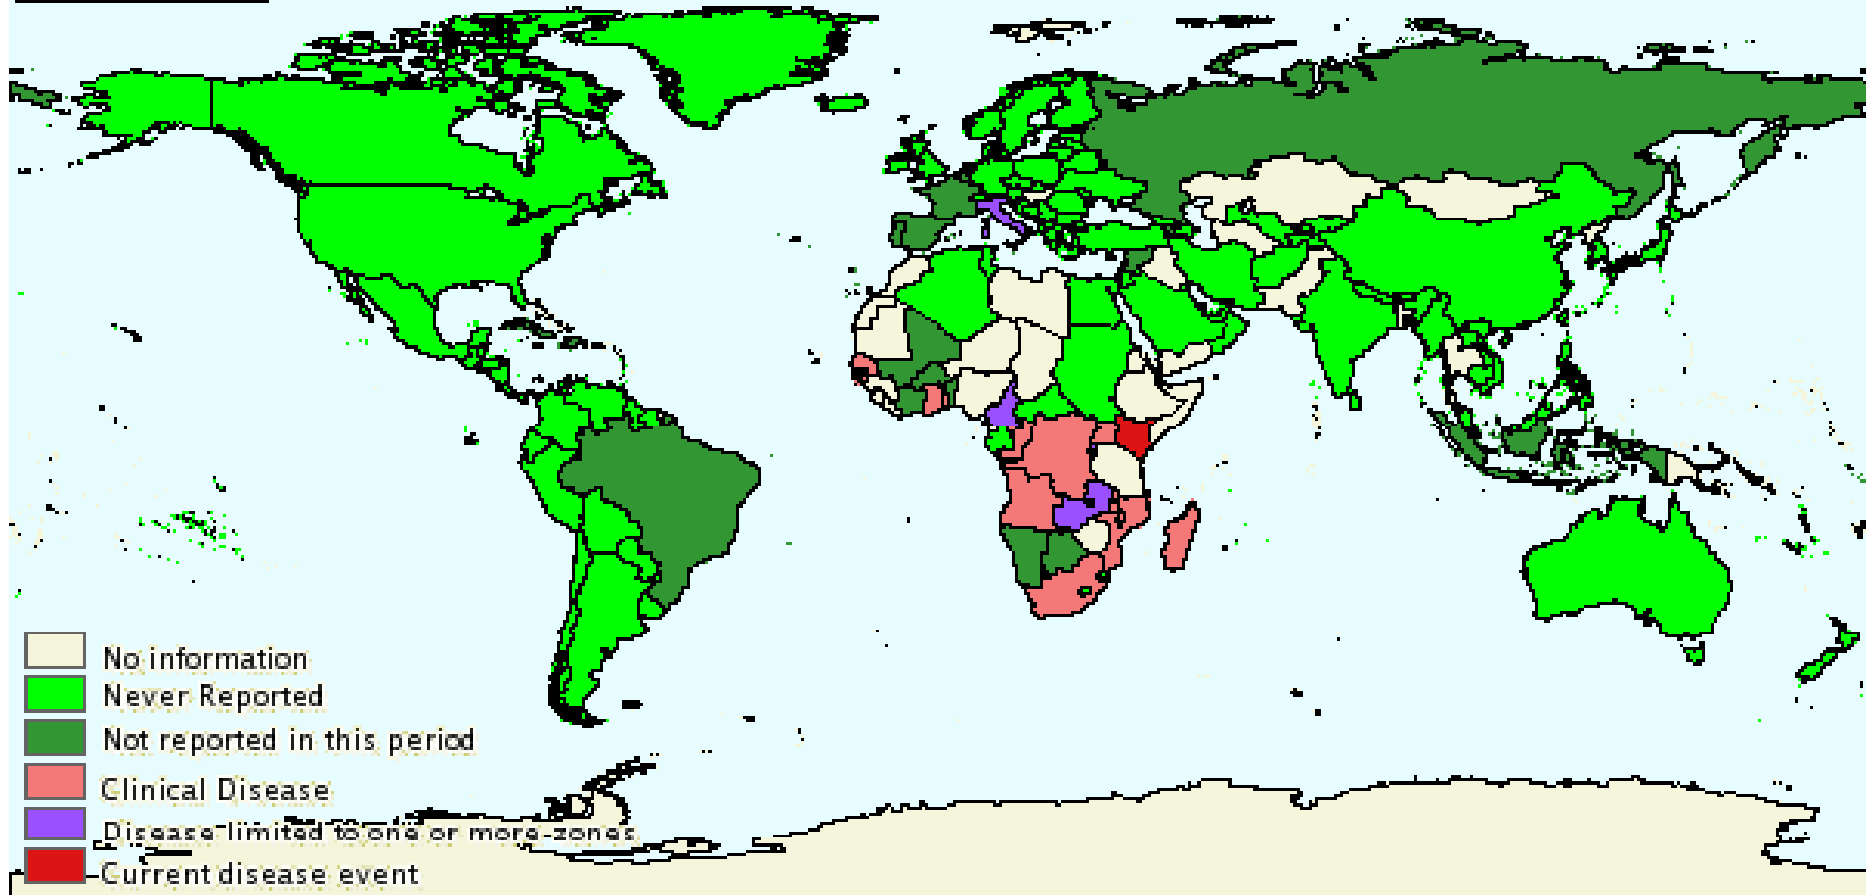 No information
Never Reported
Not reported in this period
Clinical Disease
Disease limited to one or more-zones
Current disease event